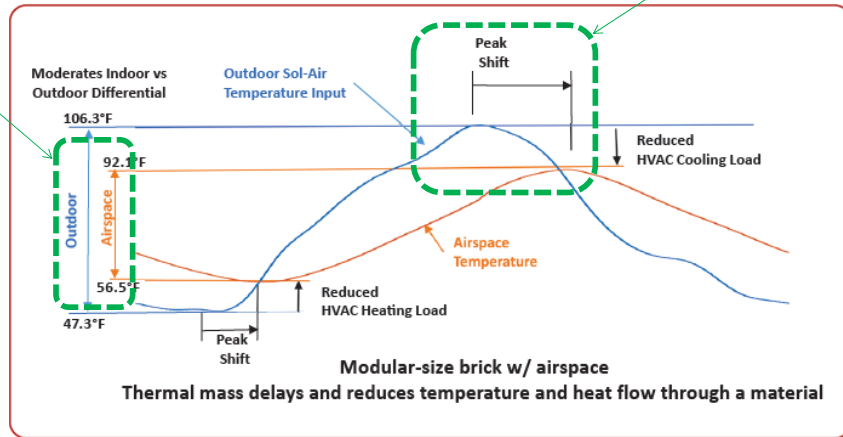 Peak
Shift
Moderates Indoor vs
Outdoor Differential
Outdoor Sol-Air
Temperature Input
106.3°F
Reduced
HVAC Cooling Load
92.1°F
Outdoor
Airspace
Airspace
Temperature
56.5°F
Reduced
HVAC Heating Load
47.3°F
Peak
Shift
Modular-size brick w/ airspace
Thermal mass delays and reduces temperature and heat flow through a material